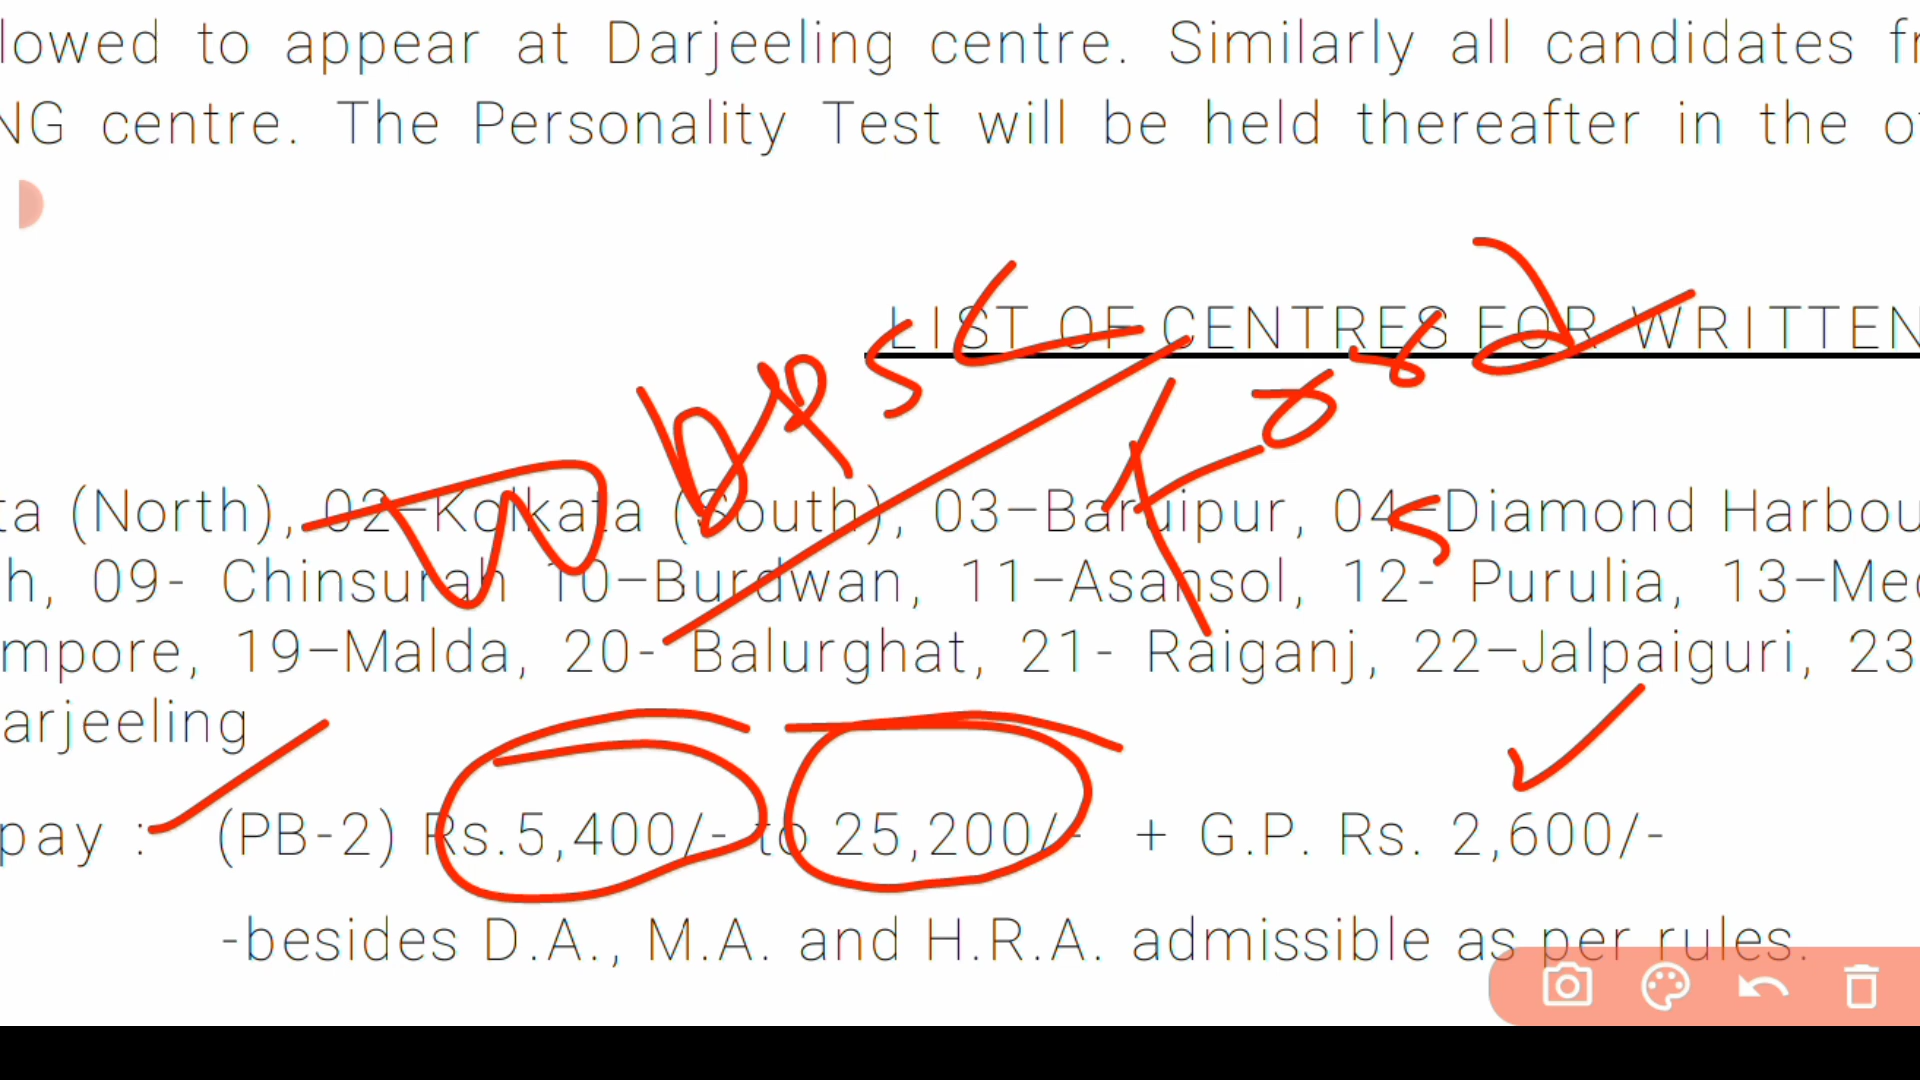 lowed to appear at Darjeeling centre. Similarly all candidates fr
NG centre. The Personality Test will be held thereafter in the of
LIST OF CENTRES FOR WRITTEN
Wbpsc
Food
ta (North), 02–Kolkata (South), 03–Baruipur, 04–Diamond Harbou
h, 09- Chinsurah 10–Burdwan, 11–Asansol, 12- Purulia, 13–Med
mpore, 19–Malda, 20- Balurghat, 21- Raiganj, 22–Jalpaiguri, 23
arjeeling
pay : (PB-2) Rs.5,400/- to 25,200/- + G.P. Rs. 2,600/-
-besides D.A., M.A. and H.R.A. admissible as per rules.